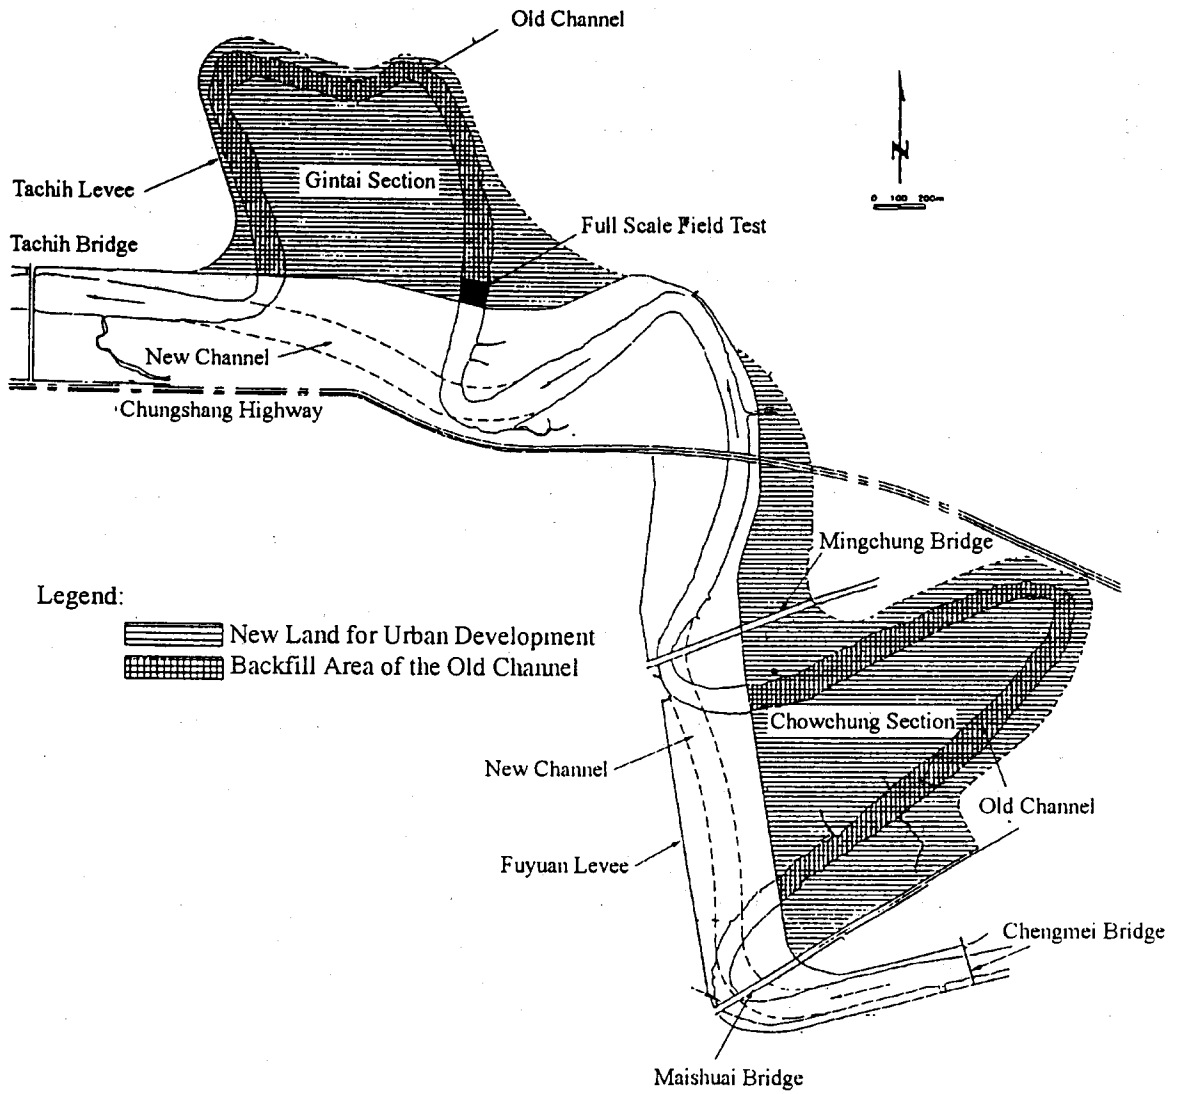 Old Channel
N
0 100 200m
Gintai Section
Tachih Levee
Full Scale Field Test
Tachih Bridge
New Channel
Chungshang Highway
Mingchung Bridge
Legend:
New Land for Urban Development
Backfill Area of the Old Channel
Chowchung Section
New Channel
Old Channel
Fuyuan Levee
Chengmei Bridge
Maishuai Bridge